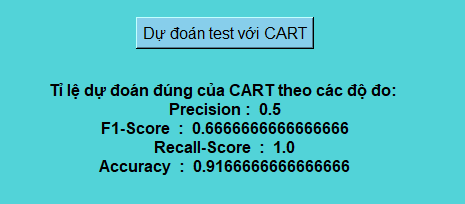 Dự đoán test với CART
Tỉ lệ dự đoán đúng của CART theo các độ đo:
Precision :  0.5
F1-Score  :  0.6666666666666666
Recall-Score  :  1.0
Accuracy  :  0.9166666666666666